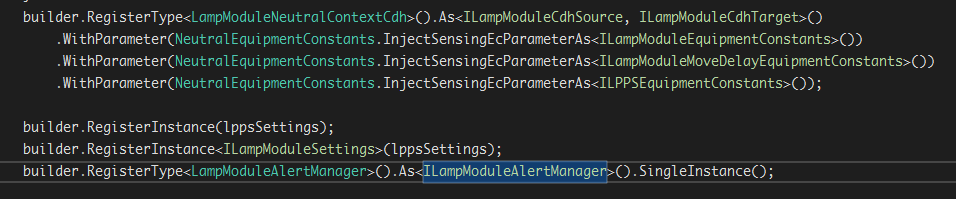 builder.RegisterType<LampModuleNeutralContextCdh>().As<ILampModuleCdhSource, ILampModuleCdhTarget>()
.WithParameter(NeutralEquipmentConstants.InjectSensingEcParameterAs<ILampModuleEquipmentConstants>())
.WithParameter(NeutralEquipmentConstants.InjectSensingEcParameterAs<ILampModuleMoveDelayEquipmentConstants>())
.WithParameter(NeutralEquipmentConstants.InjectSensingEcParameterAs<ILPPSEquipmentConstants>());
builder.RegisterInstance(lppsSettings);
builder.RegisterInstance<ILampModuleSettings>(lppsSettings);
builder.RegisterType<LampModuleAlertManager>().As<ILampModuleAlertManager>().SingleInstance();